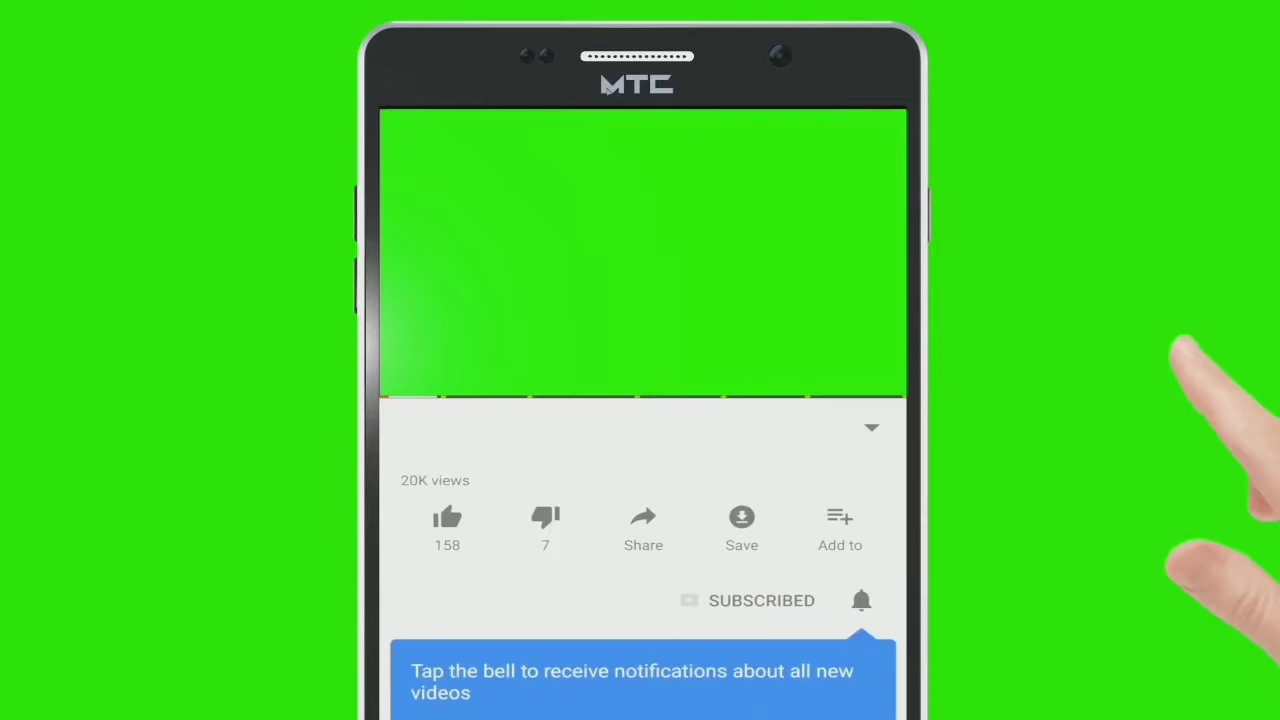 MTC
20K views
158
7
Share
Save
Add to
SUBSCRIBED
Tap the bell to receive notifications about all new
videos